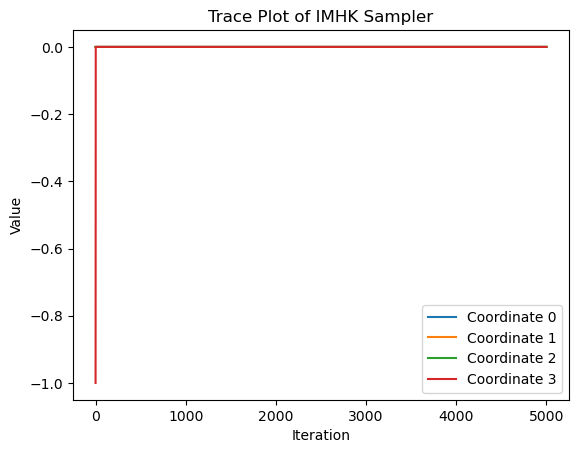 Trace Plot of IMHK Sampler
Value
0.0
−0.2
−0.4
−0.6
−0.8
−1.0
Coordinate 0
Coordinate 1
Coordinate 2
Coordinate 3
0 1000 2000 3000 4000 5000
Iteration